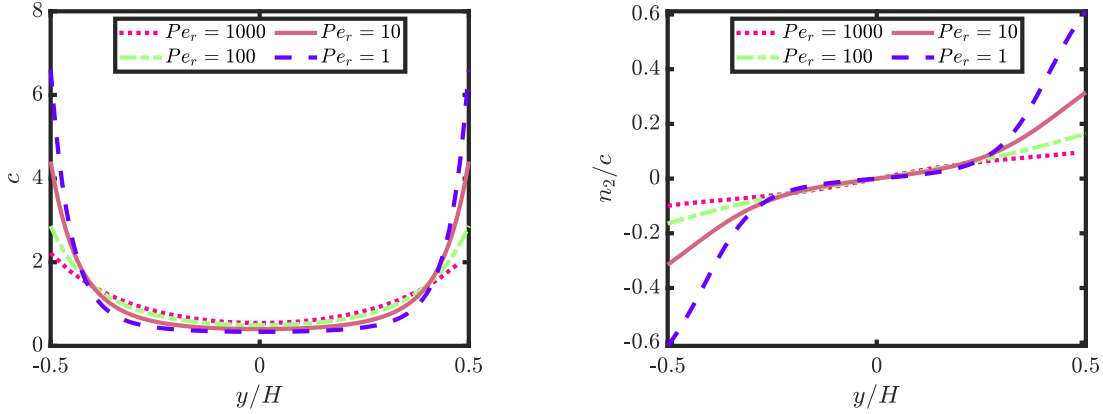 8
6
4
2
0
c
-0.5
0
0.5
y/H
Pe_r = 1000
Pe_r = 10
Pe_r = 100
Pe_r = 1
0.6
0.4
0.2
0
-0.2
-0.4
-0.6
n_2/c
-0.5
0
0.5
y/H
Pe_r = 1000
Pe_r = 10
Pe_r = 100
Pe_r = 1